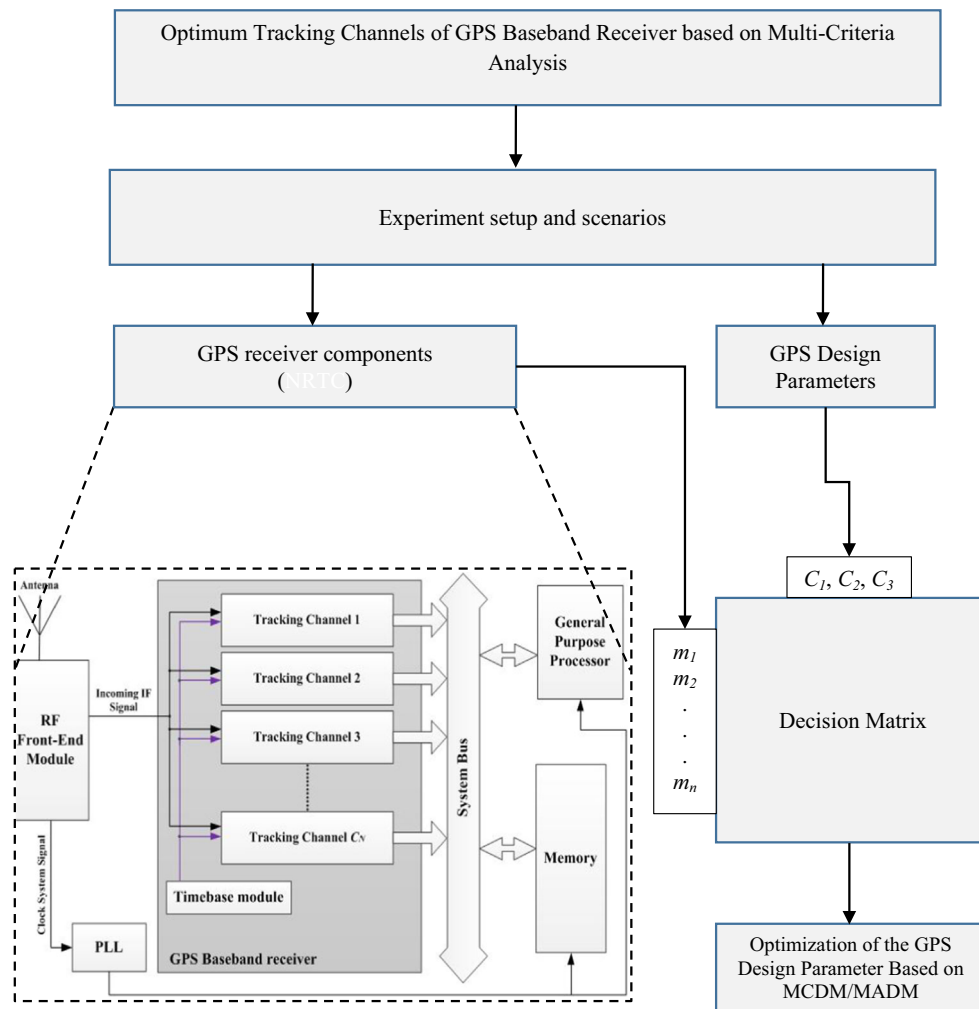 Optimum Tracking Channels of GPS Baseband Receiver based on Multi-Criteria
Analysis
Experiment setup and scenarios
GPS receiver components
(NRTC)
GPS Design
Parameters
C1, C2, C3
m1
m2
.
.
.
mn
Decision Matrix
Optimization of the GPS
Design Parameter Based on
MCDM/MADM
Antenna
RF
Front-End
Module
Incoming IF
Signal
Clock System Signal
PLL
Tracking Channel 1
Tracking Channel 2
Tracking Channel 3
Tracking Channel CN
Timebase module
GPS Baseband receiver
System Bus
General
Purpose
Processor
Memory